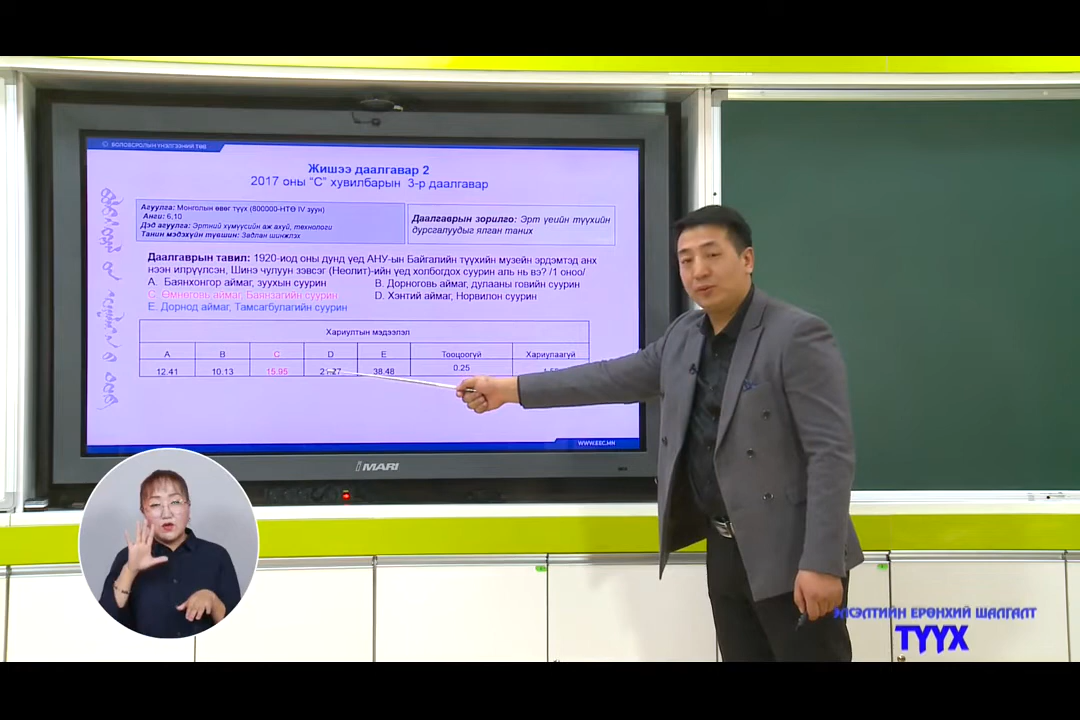 БОЛОВСРОЛЫН ҮНЭЛГЭЭНИЙ ТӨВ
Жишээ даалгавар 2
2017 оны “С” хувилбарын 3-р даалгавар
Агуулга: Монголын өвөг түүх (800000-НТӨ IV зуун)
Анги: 6,10
Дэд агуулга: Эртний хүмүүсийн аж ахуй, технологи
Танин мэдэхүйн түвшин: Задлан шинжлэх
Даалгаврын зорилго: Эрт үеийн түүхийн
дурсгалуудыг ялган таних
Даалгаврын тавил: 1920-иод оны дунд үед АНУ-ын Байгалийн түүхийн музейн эрдэмтэд анх
нээн илрүүлсэн, Шинэ чулуун зэвсэг (Неолит)-ийн үед холбогдох суурин аль нь вэ? /1 оноо/
A. Баянхонгор аймаг, зуухын суурин B. Дорноговь аймаг, дулааны говийн суурин
C. Өмнөговь аймаг, Баянзагийн суурин D. Хэнтий аймаг, Норвилон суурин
E. Дорнод аймаг, Тамсагбулагийн суурин
Хариултын мэдээлэл
A B C D E Тооцоогүй Хариулаагүй
12.41 10.13 15.95 38.48 0.25
WWW.EEC.MN
iMARI
ЭЛСЭЛТИЙН ЕРӨНХИЙ ШАЛГАЛТ
ТҮҮХ